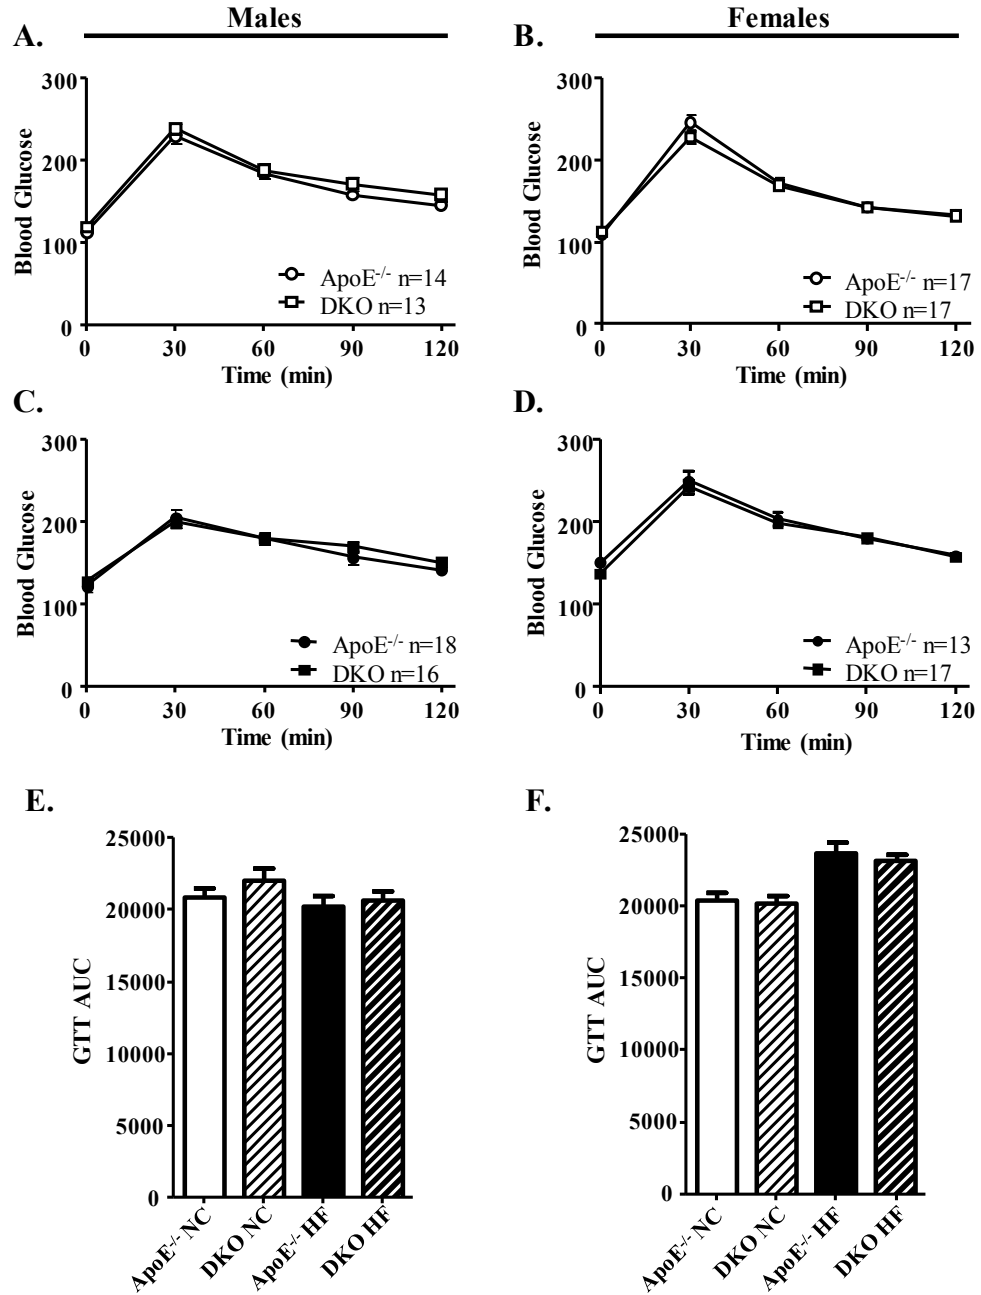 Males
Females
A.
B.
300
200
100
0
Blood Glucose
ApoE-/- n=14
DKO n=13
0 30 60 90 120
Time (min)
300
200
100
0
Blood Glucose
ApoE-/- n=17
DKO n=17
0 30 60 90 120
Time (min)
C.
D.
300
200
100
0
Blood Glucose
ApoE-/- n=18
DKO n=16
0 30 60 90 120
Time (min)
300
200
100
0
Blood Glucose
ApoE-/- n=13
DKO n=17
0 30 60 90 120
Time (min)
E.
F.
25000
20000
15000
10000
5000
0
GTT AUC
ApoE-/- NC
DKO NC
ApoE-/- HF
DKO HF
25000
20000
15000
10000
5000
0
GTT AUC
ApoE-/- NC
DKO NC
ApoE-/- HF
DKO HF